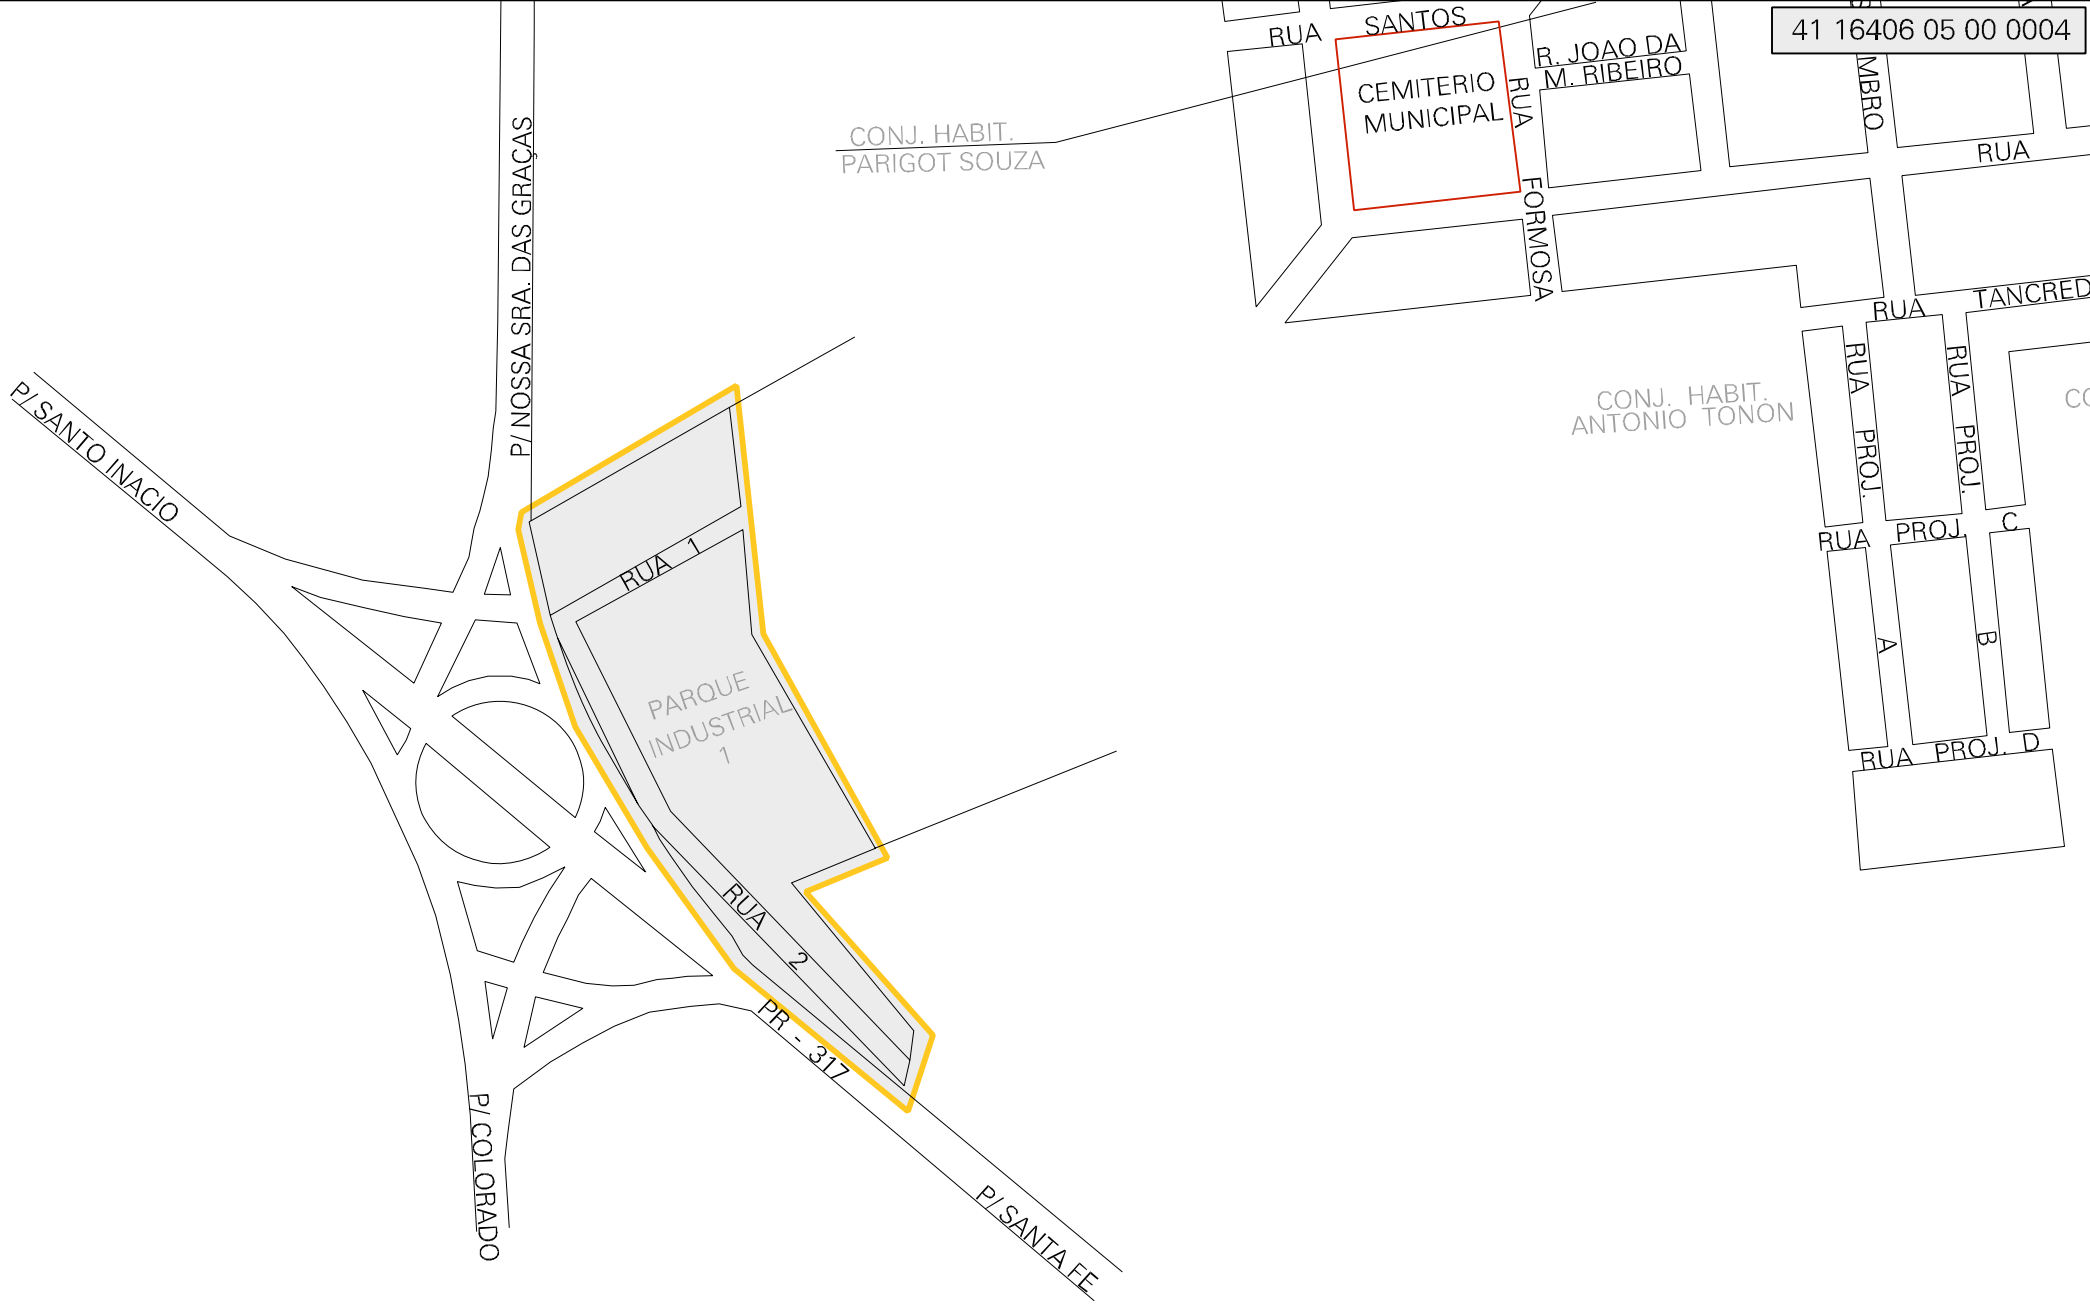 RUA SANTOS
41 16406 05 00 0004
R. JOAO DA
M. RIBEIRO
CEMITERIO
MUNICIPAL
RUA FORMOSA
MBRO
RUA
CONJ. HABIT.
PARIGOT SOUZA
P/ NOSSA SRA. DAS GRAÇAS
RUA TANCRED
P/ SANTO INACIO
CONJ. HABIT.
ANTONIO TONON
CO
RUA PROJ. A
RUA PROJ. B
RUA PROJ. C
RUA 1
PARQUE
INDUSTRIAL
1
RUA PROJ. D
RUA 2
PR - 317
P/ COLORADO
P/ SANTA FE